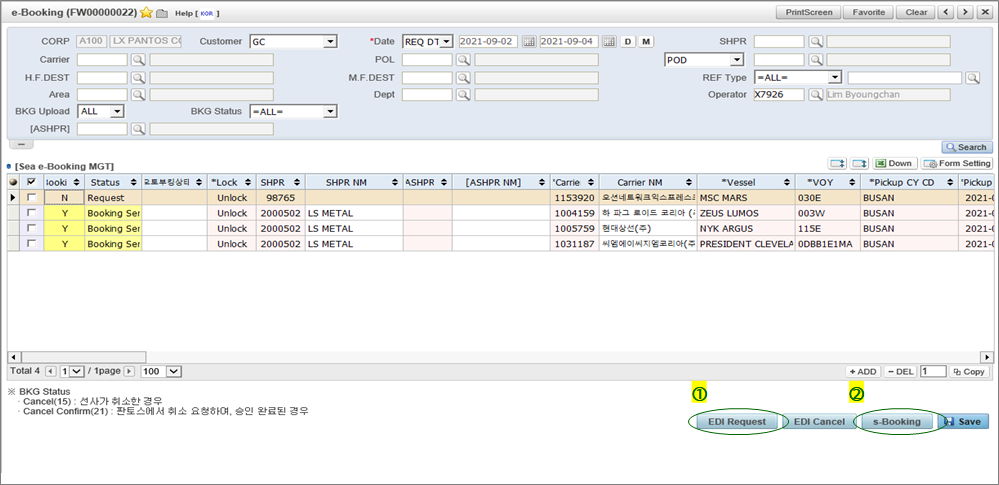 e-Booking (FW00000022) Help [ KOR ] PrintScreen Favorite Clear
CORP A100 LX PANTOS CO Customer GC *Date REQ DT 2021-09-02 2021-09-04 D M SHPR
Carrier POL POD
H.F.DEST M.F.DEST REF Type =ALL=
Area Dept Operator X7926 Lim Byoungchan
BKG Upload ALL BKG Status =ALL=
[ASHPR]
Search
[Sea e-Booking MGT] Down Form Setting
looki Status 오토부킹상태 *Lock SHPR SHPR NM ASHPR [ASHPR NM] *Carrie Carrier NM *Vessel *VOY *Pickup CY CD *Pickup
N Request Unlock 98765 1153920 오션네트워크익스프레스 MSC MARS 030E BUSAN 2021-0
Y Booking Ser Unlock 2000502 LS METAL 1004159 하 파그 로이드 코리아 ( ZEUS LUMOS 003W BUSAN 2021-0
Y Booking Ser Unlock 2000502 LS METAL 1005759 현대상선(주) NYK ARGUS 115E BUSAN 2021-0
Y Booking Ser Unlock 2000502 LS METAL 1031187 씨엠에이씨지엠코리아(주 PRESIDENT CLEVELA 0DBB1E1MA BUSAN 2021-0
Total 4 1 / 1page 100 + ADD − DEL 1 Copy
※ BKG Status
· Cancel(15) : 선사가 취소한 경우
· Cancel Confirm(21) : 판토스에서 취소 요청하며, 승인 완료된 경우
① ②
EDI Request EDI Cancel s-Booking Save